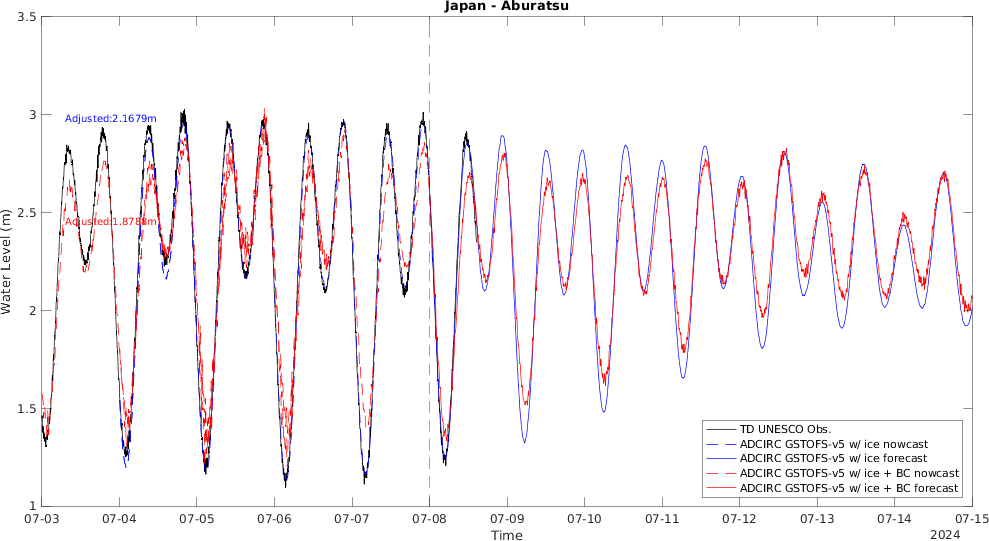 Japan - Aburatsu
3.5
3
2.5
2
1.5
1
Water Level (m)
Adjusted:2.1679m
Adjusted:1.8788m
TD UNESCO Obs.
ADCIRC GSTOFS-v5 w/ ice nowcast
ADCIRC GSTOFS-v5 w/ ice forecast
ADCIRC GSTOFS-v5 w/ ice + BC nowcast
ADCIRC GSTOFS-v5 w/ ice + BC forecast
07-03 07-04 07-05 07-06 07-07 07-08 07-09 07-10 07-11 07-12 07-13 07-14 07-15
Time
2024